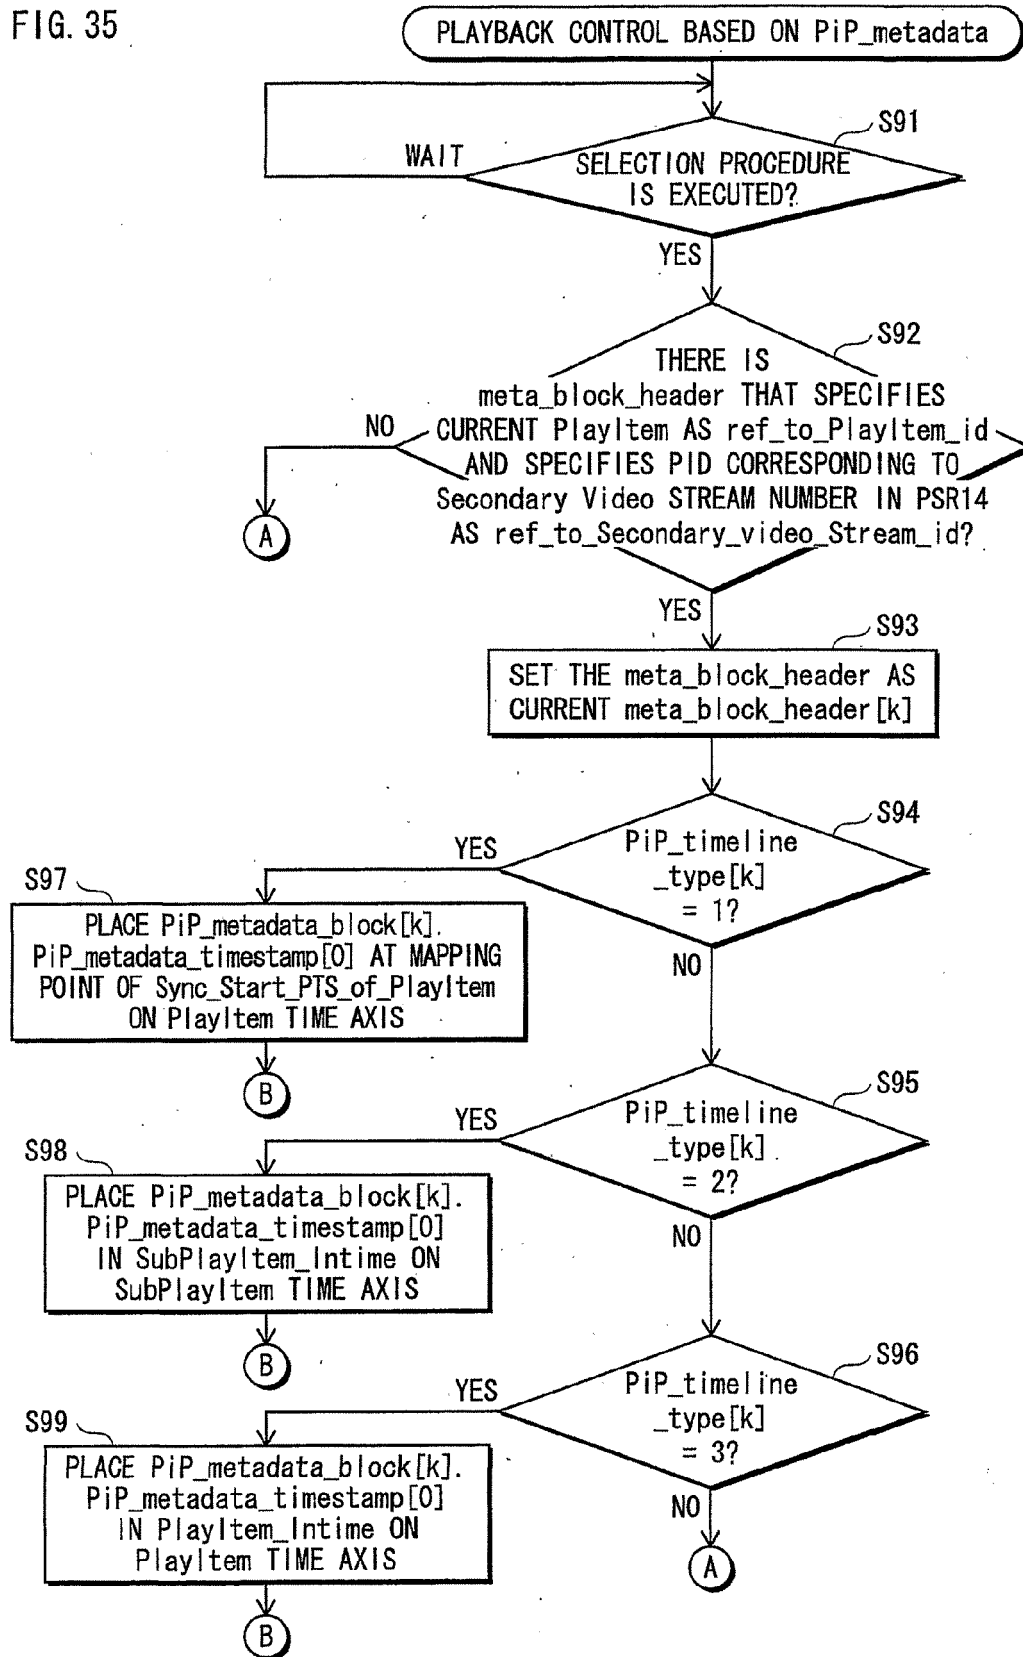 FIG. 35
PLAYBACK CONTROL BASED ON PiP_metadata
S91
WAIT
SELECTION PROCEDURE
IS EXECUTED?
YES
S92
THERE IS
meta_block_header THAT SPECIFIES
NO
CURRENT PlayItem AS ref_to_PlayItem_id
AND SPECIFIES PID CORRESPONDING TO
Secondary Video STREAM NUMBER IN PSR14
AS ref_to_Secondary_video_Stream_id?
A
YES
S93
SET THE meta_block_header AS
CURRENT meta_block_header[k]
S94
YES
PiP_timeline
_type[k]
= 1?
NO
S97
PLACE PiP_metadata_block[k].
PiP_metadata_timestamp[0] AT MAPPING
POINT OF Sync_Start_PTS_of_PlayItem
ON PlayItem TIME AXIS
B
S95
YES
PiP_timeline
_type[k]
= 2?
NO
S98
PLACE PiP_metadata_block[k].
PiP_metadata_timestamp[0]
IN SubPlayItem_Intime ON
SubPlayItem TIME AXIS
B
S96
YES
PiP_timeline
_type[k]
= 3?
NO
A
S99
PLACE PiP_metadata_block[k].
PiP_metadata_timestamp[0]
IN PlayItem_Intime ON
PlayItem TIME AXIS
B